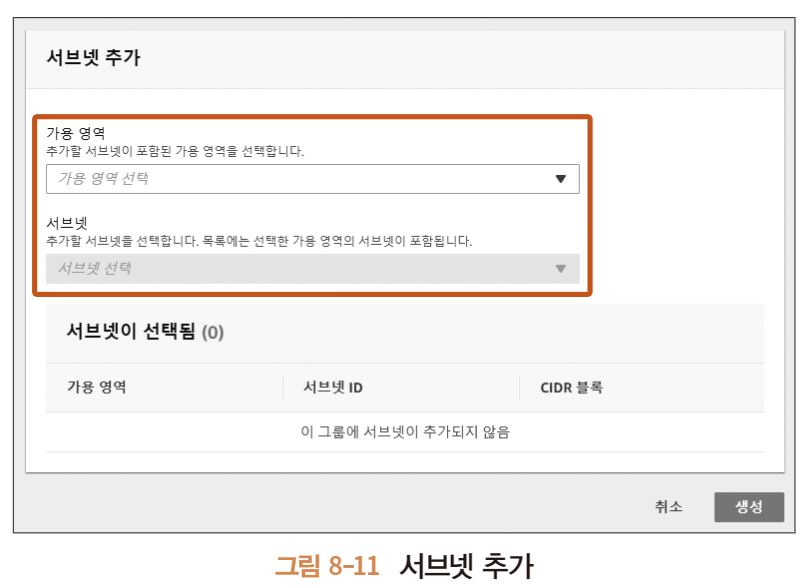 서브넷 추가
가용 영역
추가할 서브넷이 포함된 가용 영역을 선택합니다.
가용 영역 선택
서브넷
추가할 서브넷을 선택합니다. 목록에는 선택한 가용 영역의 서브넷이 포함됩니다.
서브넷 선택
서브넷이 선택됨 (0)
가용 영역 서브넷 ID CIDR 블록
이 그룹에 서브넷이 추가되지 않음
취소 생성
그림 8-11 서브넷 추가